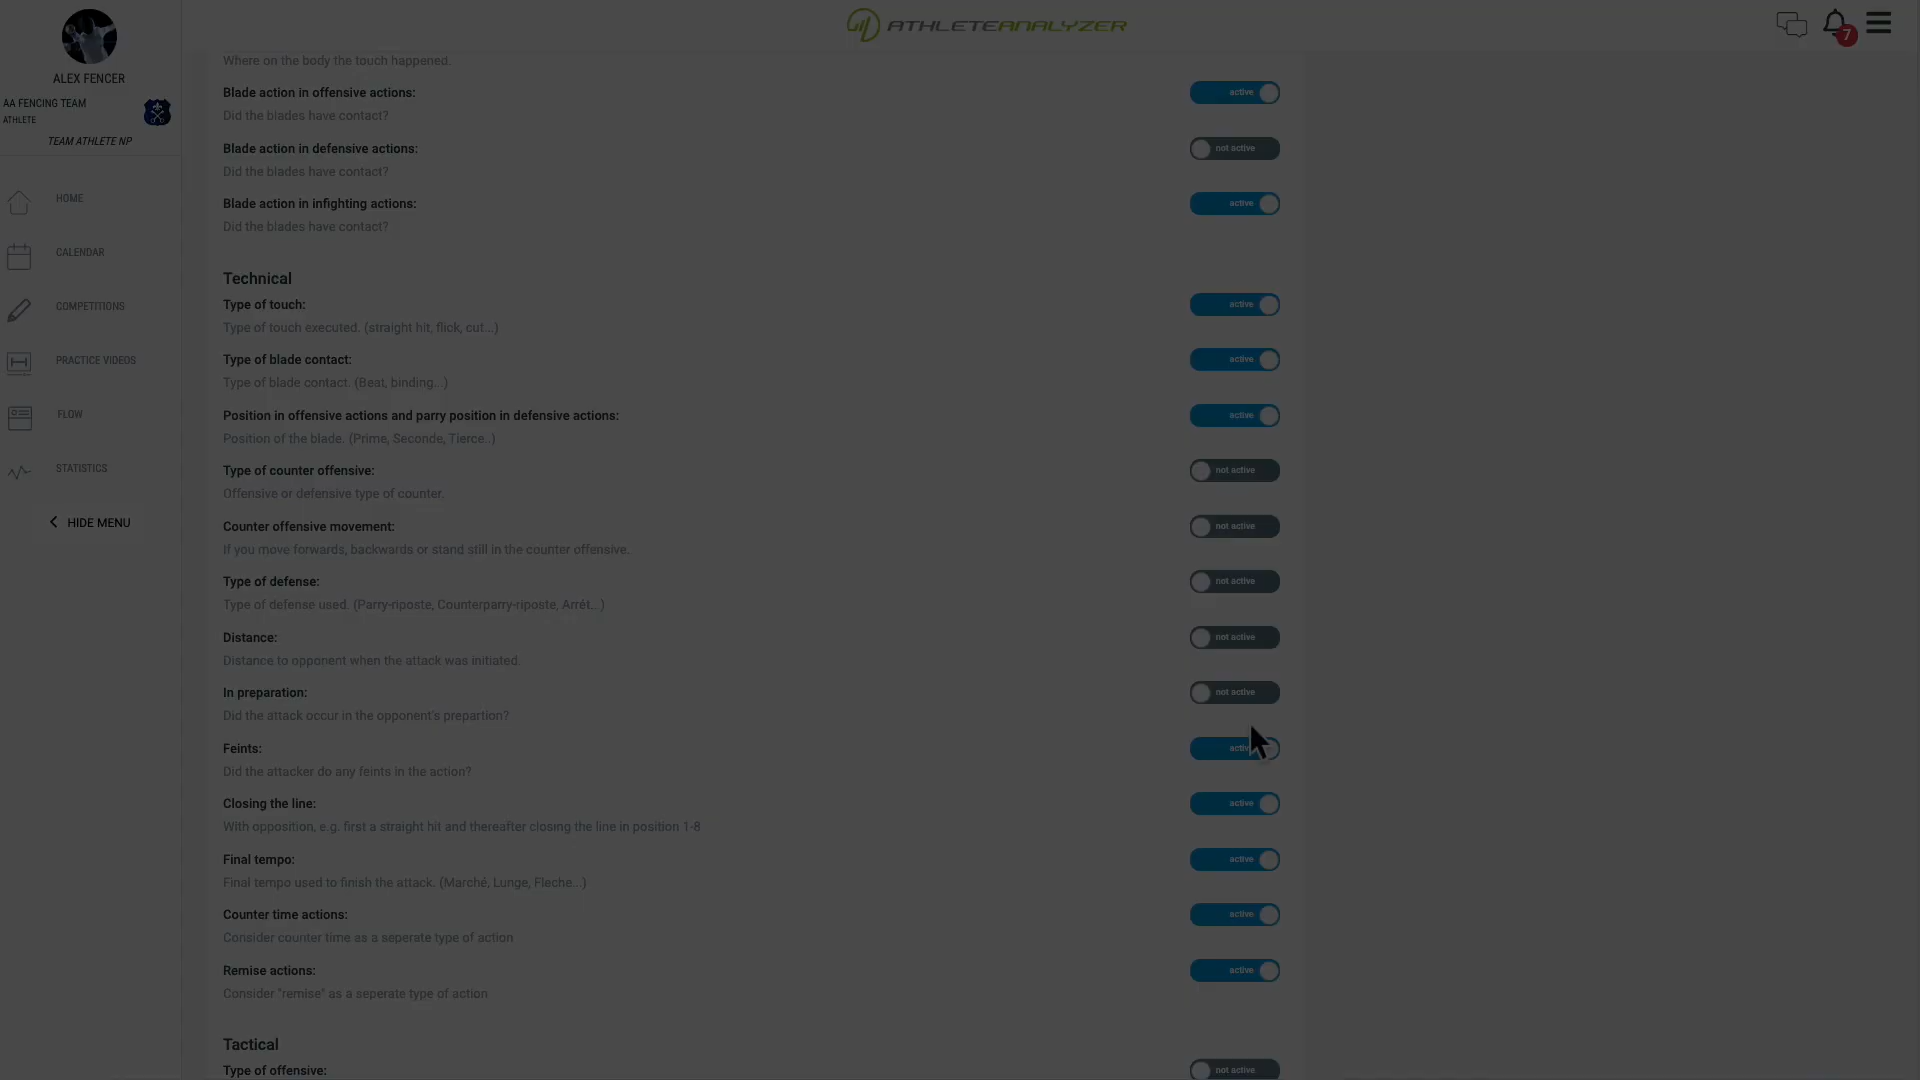 ALEX FENCER
AA FENCING TEAM
ATHLETE
TEAM ATHLETE NP
HOME
CALENDAR
COMPETITIONS
PRACTICE VIDEOS
FLOW
STATISTICS
HIDE MENU
ATHLETEANALYZER
7
Where on the body the touch happened.
Blade action in offensive actions:
active
Did the blades have contact?
Blade action in defensive actions:
not active
Did the blades have contact?
Blade action in infighting actions:
active
Did the blades have contact?
Technical
Type of touch:
active
Type of touch executed. (straight hit, flick, cut...)
Type of blade contact:
active
Type of blade contact. (Beat, binding...)
Position in offensive actions and parry position in defensive actions:
active
Position of the blade. (Prime, Seconde, Tierce..)
Type of counter offensive:
not active
Offensive or defensive type of counter.
Counter offensive movement:
not active
If you move forwards, backwards or stand still in the counter offensive.
Type of defense:
not active
Type of defense used. (Parry-riposte, Counterparry-riposte, Arrêt...)
Distance:
not active
Distance to opponent when the attack was initiated.
In preparation:
not active
Did the attack occur in the opponent's prepartion?
Feints:
active
Did the attacker do any feints in the action?
Closing the line:
active
With opposition, e.g. first a straight hit and thereafter closing the line in position 1-8
Final tempo:
active
Final tempo used to finish the attack. (Marché, Lunge, Fleche...)
Counter time actions:
active
Consider counter time as a seperate type of action
Remise actions:
active
Consider "remise" as a seperate type of action
Tactical
Type of offensive:
not active